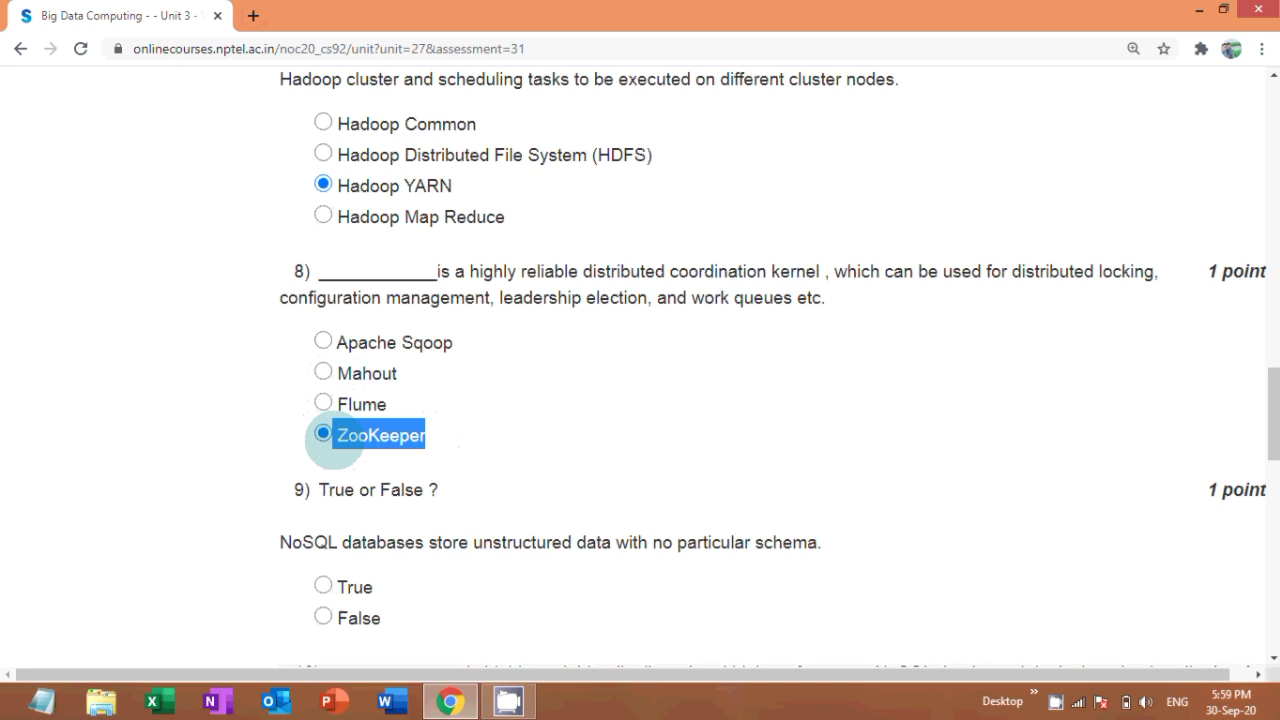 Big Data Computing - - Unit 3 -
onlinecourses.nptel.ac.in/noc20_cs92/unit?unit=27&assessment=31
Hadoop cluster and scheduling tasks to be executed on different cluster nodes.
Hadoop Common
Hadoop Distributed File System (HDFS)
Hadoop YARN
Hadoop Map Reduce
8) ____________is a highly reliable distributed coordination kernel , which can be used for distributed locking, 1 point
configuration management, leadership election, and work queues etc.
Apache Sqoop
Mahout
Flume
ZooKeeper
9) True or False ? 1 point
NoSQL databases store unstructured data with no particular schema.
True
False
Desktop ENG 5:59 PM
30-Sep-20